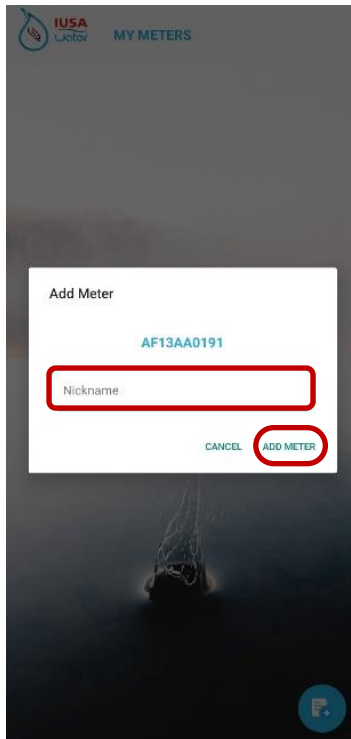 IUSA
water
MY METERS
Add Meter
AF13AA0191
Nickname
CANCEL ADD METER